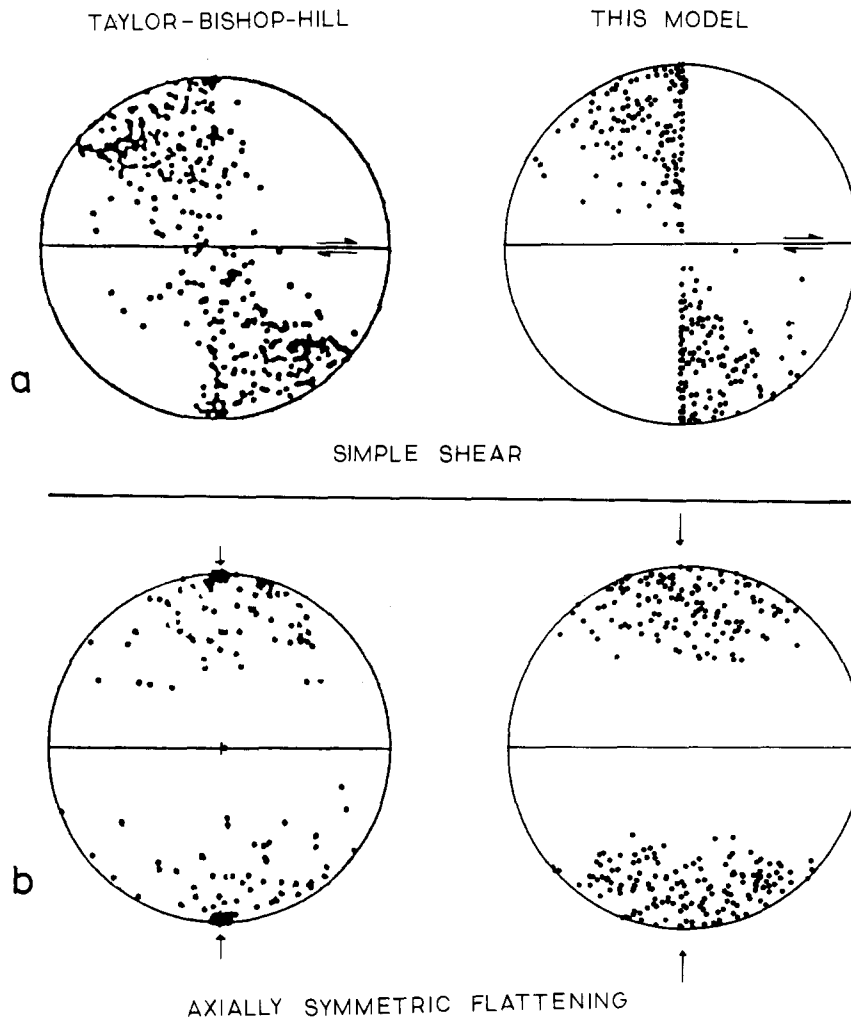 TAYLOR-BISHOP-HILL
THIS MODEL
a
SIMPLE SHEAR
b
AXIALLY SYMMETRIC FLATTENING